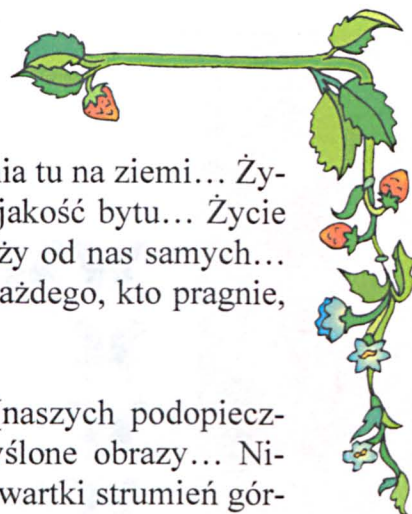 nia tu na ziemi… Ży-
jakość bytu… Życie
ży od nas samych…
ażdego, kto pragnie,
naszych podopiecz-
yślone obrazy… Ni-
wartki strumień gór-